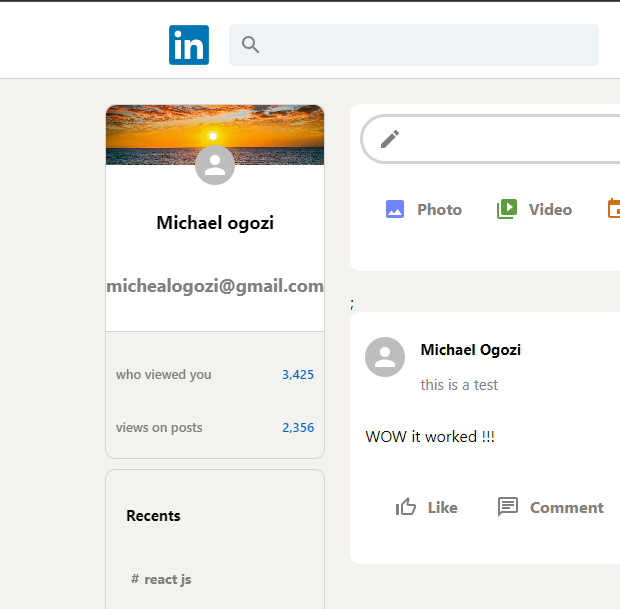 in
Michael ogozi
michealogozi@gmail.com
who viewed you 3,425
views on posts 2,356
Recents
# react js
Photo Video
;
Michael Ogozi
this is a test
WOW it worked !!!
Like Comment